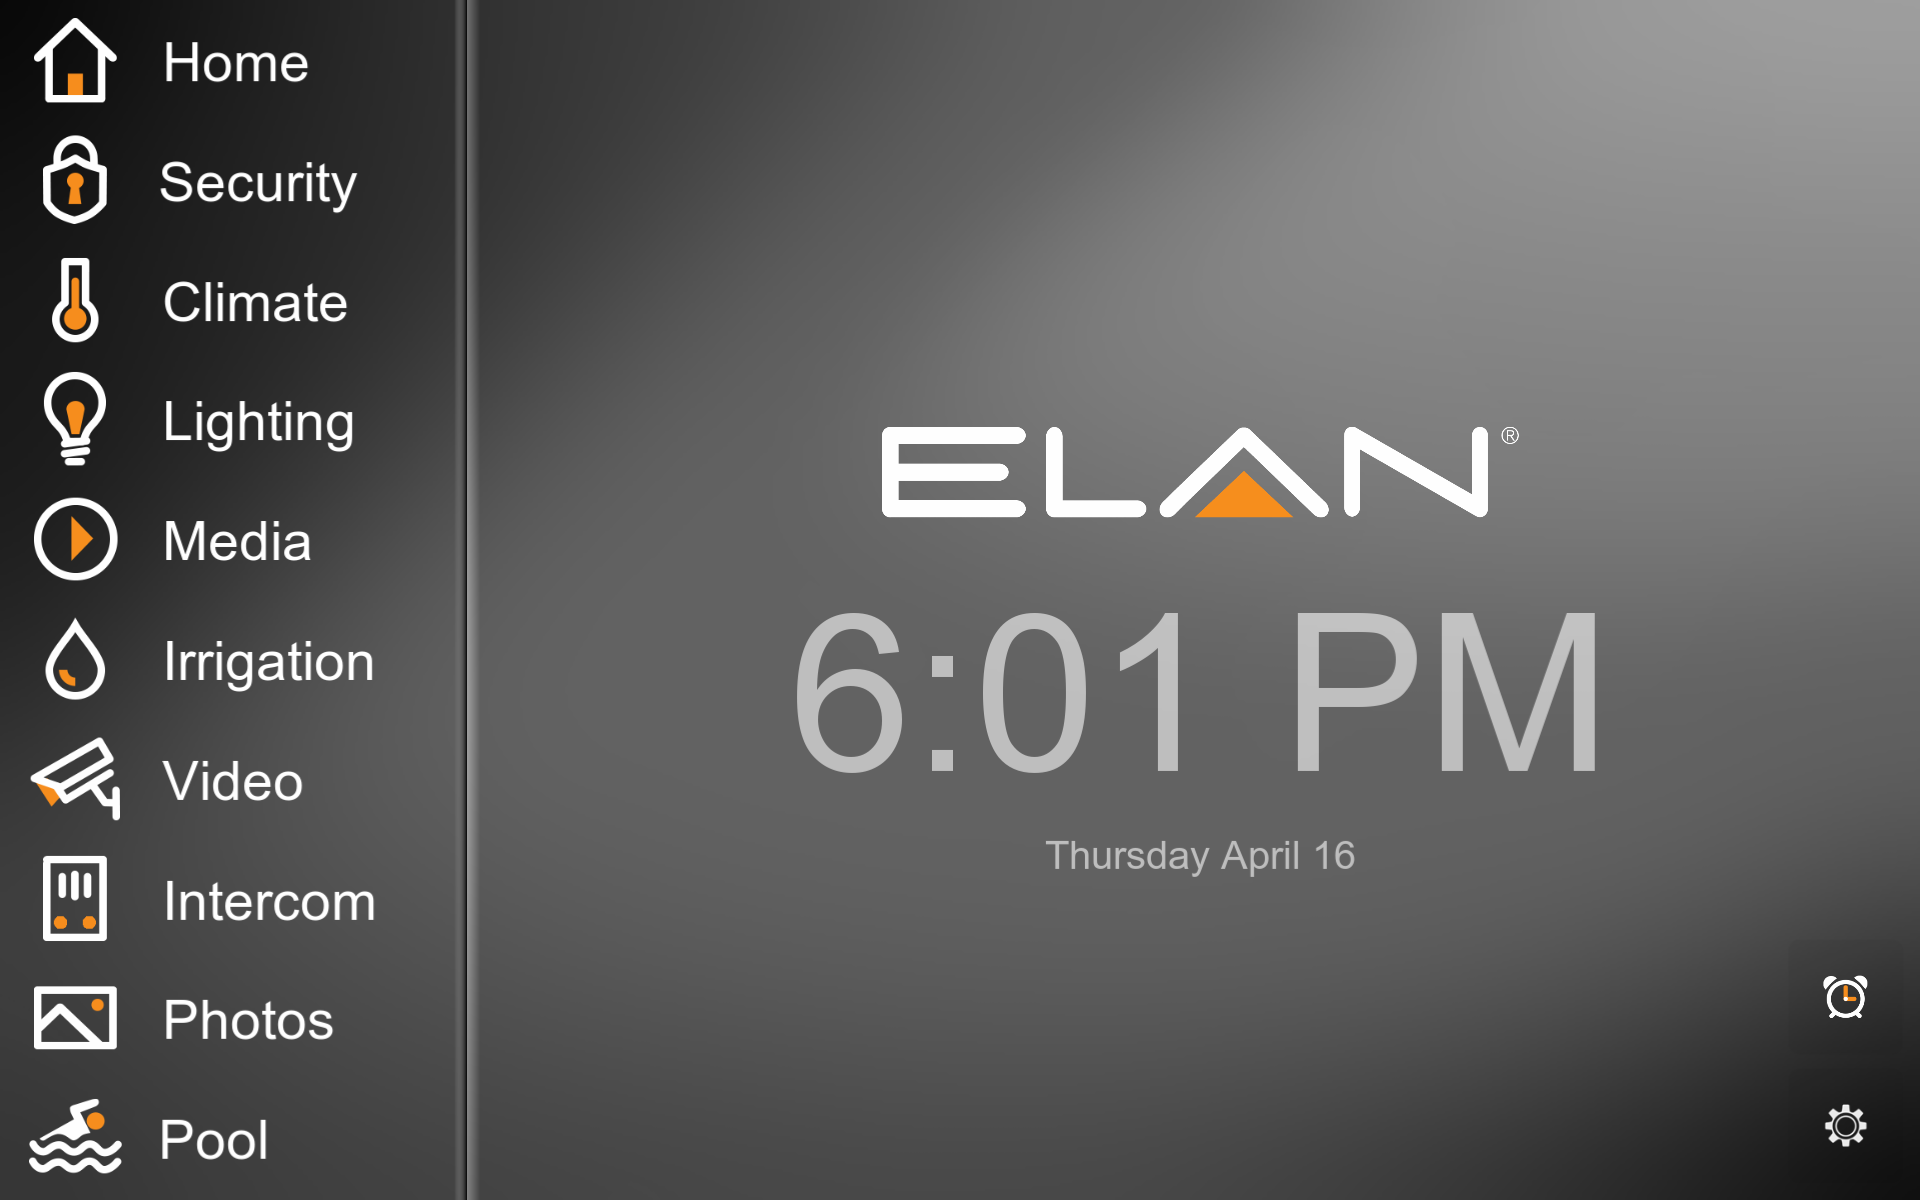 Home
Security
Climate
Lighting
Media
Irrigation
Video
Intercom
Photos
Pool
ELAN®
6:01 PM
Thursday April 16